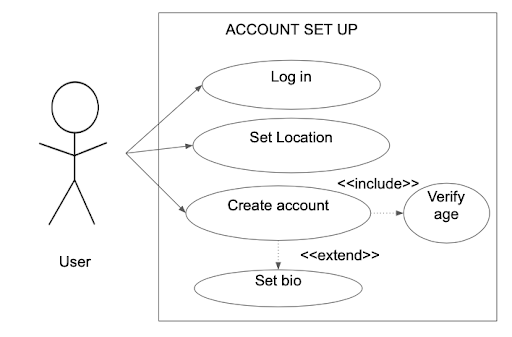 ACCOUNT SET UP
Log in
Set Location
<<include>>
Create account
Verify
age
<<extend>>
Set bio
User